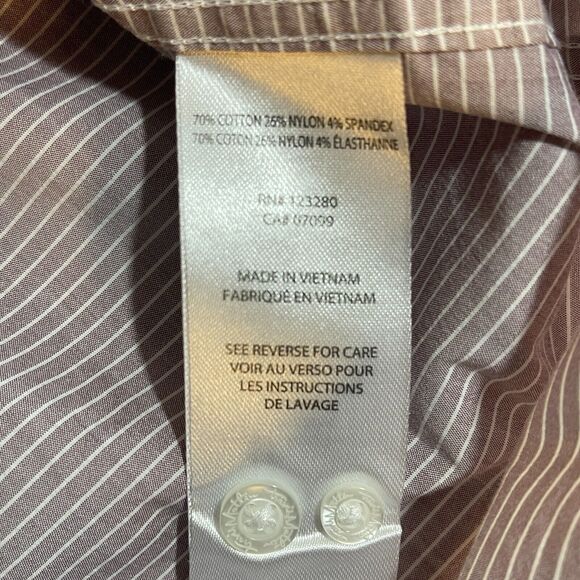 70% COTTON 26% NYLON 4% SPANDEX
70% COTON 26% NYLON 4% ÉLASTHANNE
RN# 123280
CA# 07099
MADE IN VIETNAM
FABRIQUÉ EN VIETNAM
SEE REVERSE FOR CARE
VOIR AU VERSO POUR
LES INSTRUCTIONS
DE LAVAGE